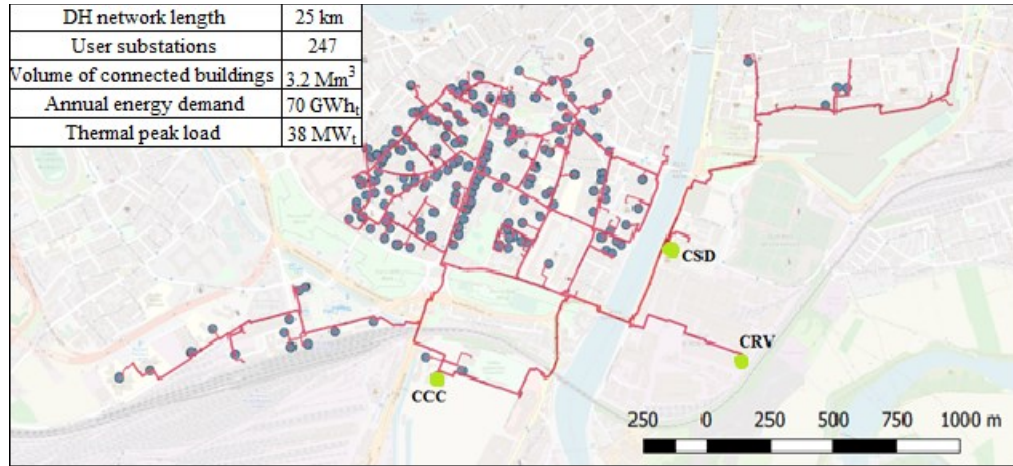 DH network length 25 km
User substations 247
Volume of connected buildings 3.2 Mm³
Annual energy demand 70 GWhₜ
Thermal peak load 38 MWₜ
CSD
CRV
CCC
250 0 250 500 750 1000 m